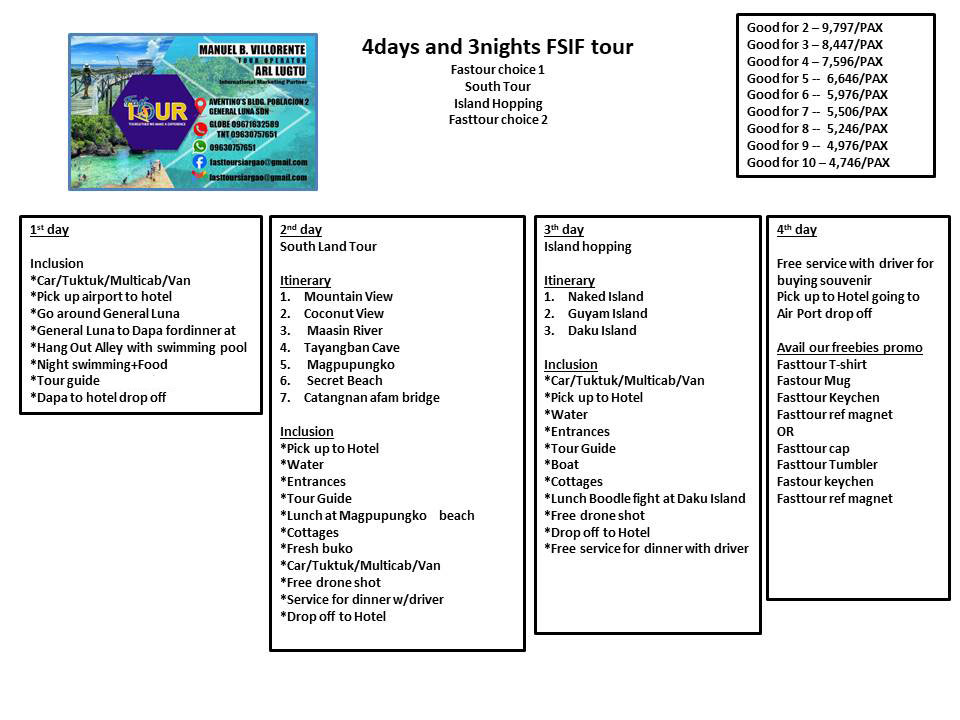 MANUEL B. VILLORENTE
TOUR OPERATOR
ARL LUGTU
International Marketing Partner
AVENTINO'S BLDG. POBLACION 2
GENERAL LUNA SDN
GLOBE 09671632589
TNT 09630757651
09630757651
fasttoursiargao@gmail.com
fasttoursiargao@gmail.com
TOUR
4days and 3nights FSIF tour
Fastour choice 1
South Tour
Island Hopping
Fasttour choice 2
Good for 2 – 9,797/PAX
Good for 3 – 8,447/PAX
Good for 4 – 7,596/PAX
Good for 5 -- 6,646/PAX
Good for 6 -- 5,976/PAX
Good for 7 -- 5,506/PAX
Good for 8 -- 5,246/PAX
Good for 9 -- 4,976/PAX
Good for 10 – 4,746/PAX
1st day
Inclusion
*Car/Tuktuk/Multicab/Van
*Pick up airport to hotel
*Go around General Luna
*General Luna to Dapa fordinner at
*Hang Out Alley with swimming pool
*Night swimming+Food
*Tour guide
*Dapa to hotel drop off
2nd day
South Land Tour
Itinerary
1. Mountain View
2. Coconut View
3. Maasin River
4. Tayangban Cave
5. Magpupungko
6. Secret Beach
7. Catangnan afam bridge
Inclusion
*Pick up to Hotel
*Water
*Entrances
*Tour Guide
*Lunch at Magpupungko beach
*Cottages
*Fresh buko
*Car/Tuktuk/Multicab/Van
*Free drone shot
*Service for dinner w/driver
*Drop off to Hotel
3th day
Island hopping
Itinerary
1. Naked Island
2. Guyam Island
3. Daku Island
Inclusion
*Car/Tuktuk/Multicab/Van
*Pick up to Hotel
*Water
*Entrances
*Tour Guide
*Boat
*Cottages
*Lunch Boodle fight at Daku Island
*Free drone shot
*Drop off to Hotel
*Free service for dinner with driver
4th day
Free service with driver for
buying souvenir
Pick up to Hotel going to
Air Port drop off
Avail our freebies promo
Fasttour T-shirt
Fastour Mug
Fasttour Keychen
Fasttour ref magnet
OR
Fasttour cap
Fasttour Tumbler
Fastour keychen
Fasttour ref magnet